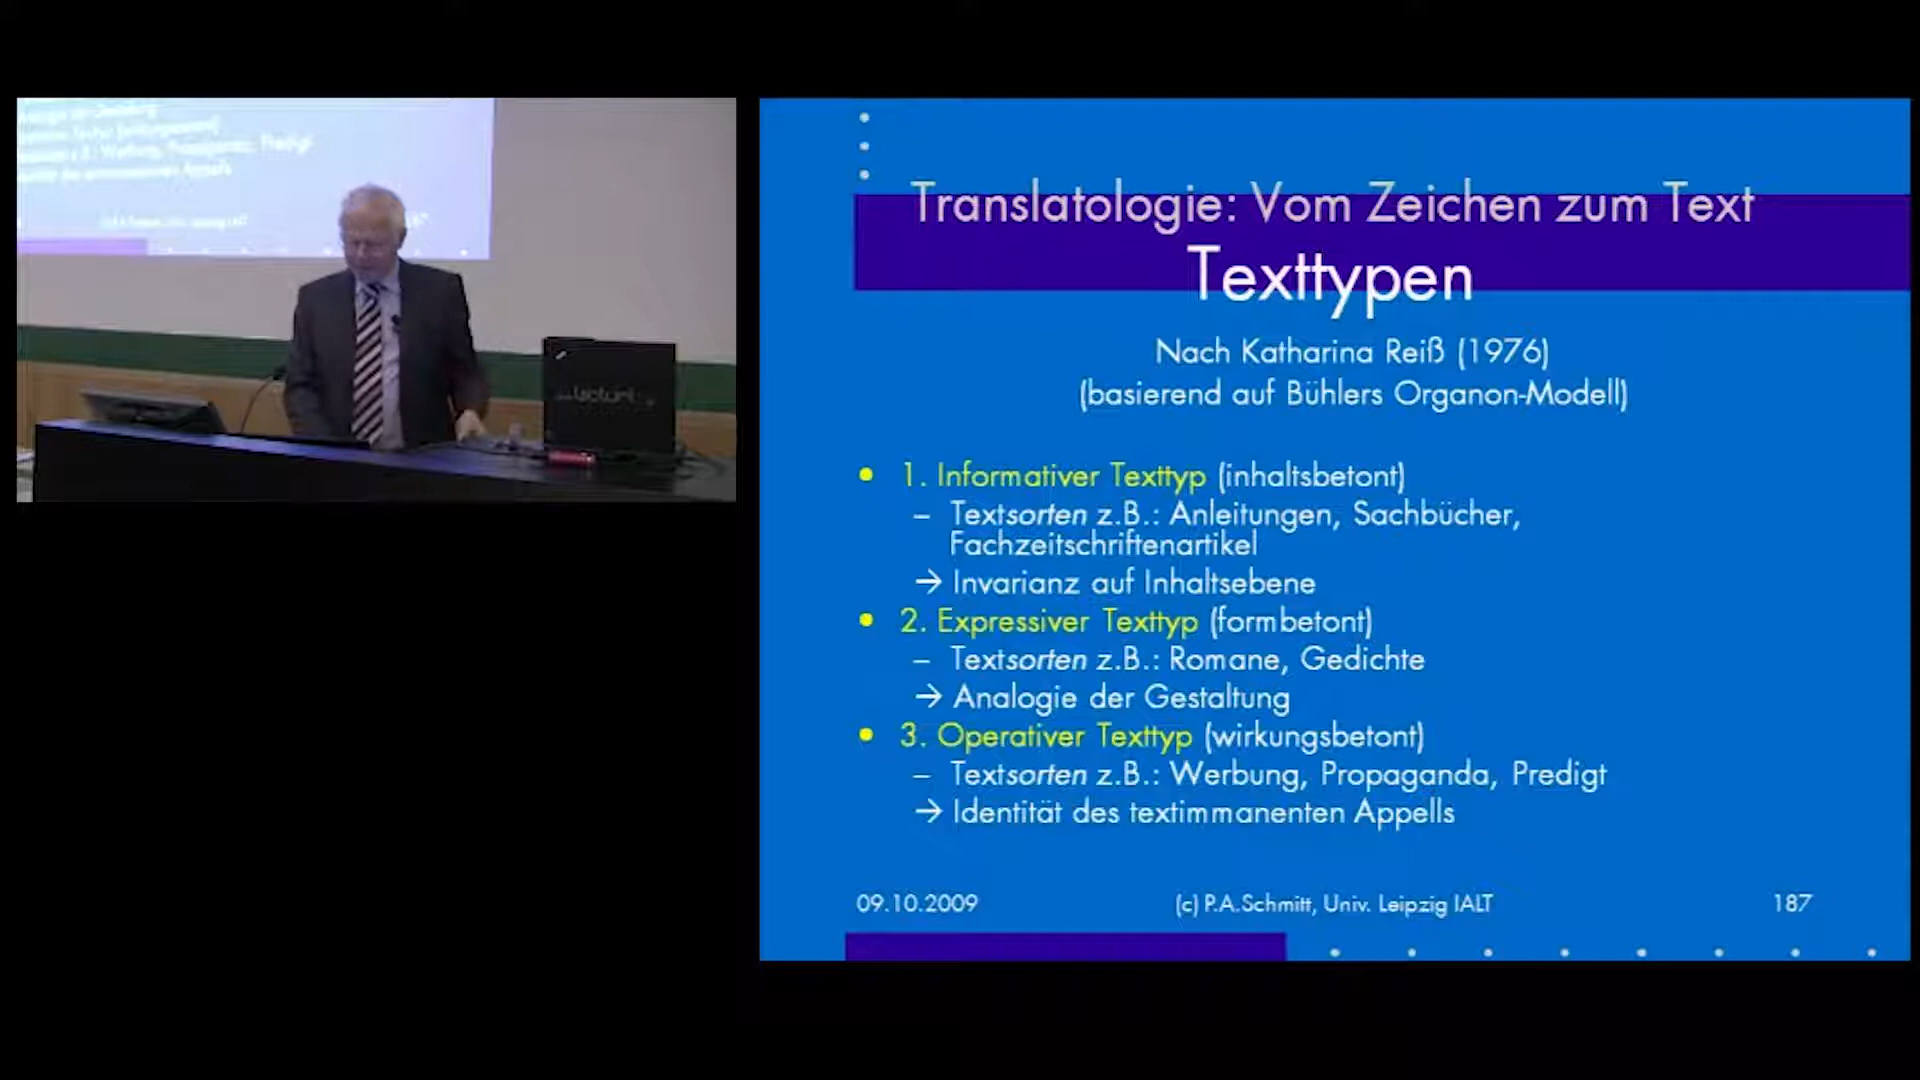 Translatologie: Vom Zeichen zum Text
Texttypen
Nach Katharina Reiß (1976)
(basierend auf Bühlers Organon-Modell)
• 1. Informativer Texttyp (inhaltsbetont)
– Textsorten z.B.: Anleitungen, Sachbücher,
Fachzeitschriftenartikel
→ Invarianz auf Inhaltsebene
• 2. Expressiver Texttyp (formbetont)
– Textsorten z.B.: Romane, Gedichte
→ Analogie der Gestaltung
• 3. Operativer Texttyp (wirkungsbetont)
– Textsorten z.B.: Werbung, Propaganda, Predigt
→ Identität des textimmanenten Appells
09.10.2009
(c) P.A.Schmitt, Univ. Leipzig IALT
187